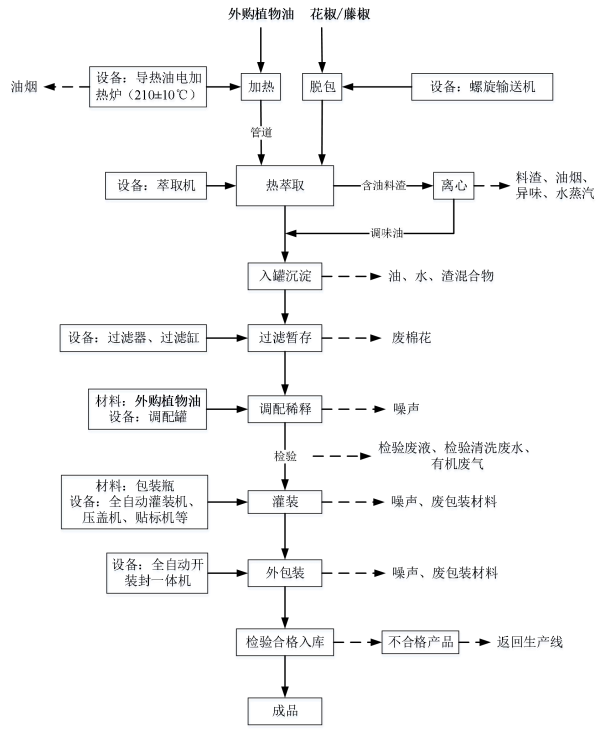 外购植物油
花椒/藤椒
油烟
设备：导热油电加
热炉（210±10℃）
加热
脱包
设备：螺旋输送机
管道
设备：萃取机
热萃取
含油料渣
离心
料渣、油烟、
异味、水蒸汽
调味油
入罐沉淀
油、水、渣混合物
设备：过滤器、过滤缸
过滤暂存
废棉花
材料：外购植物油
设备：调配罐
调配稀释
噪声
检验
检验废液、检验清洗废水、
有机废气
材料：包装瓶
设备：全自动灌装机、
压盖机、贴标机等
灌装
噪声、废包装材料
设备：全自动开
装封一体机
外包装
噪声、废包装材料
检验合格入库
不合格产品
返回生产线
成品